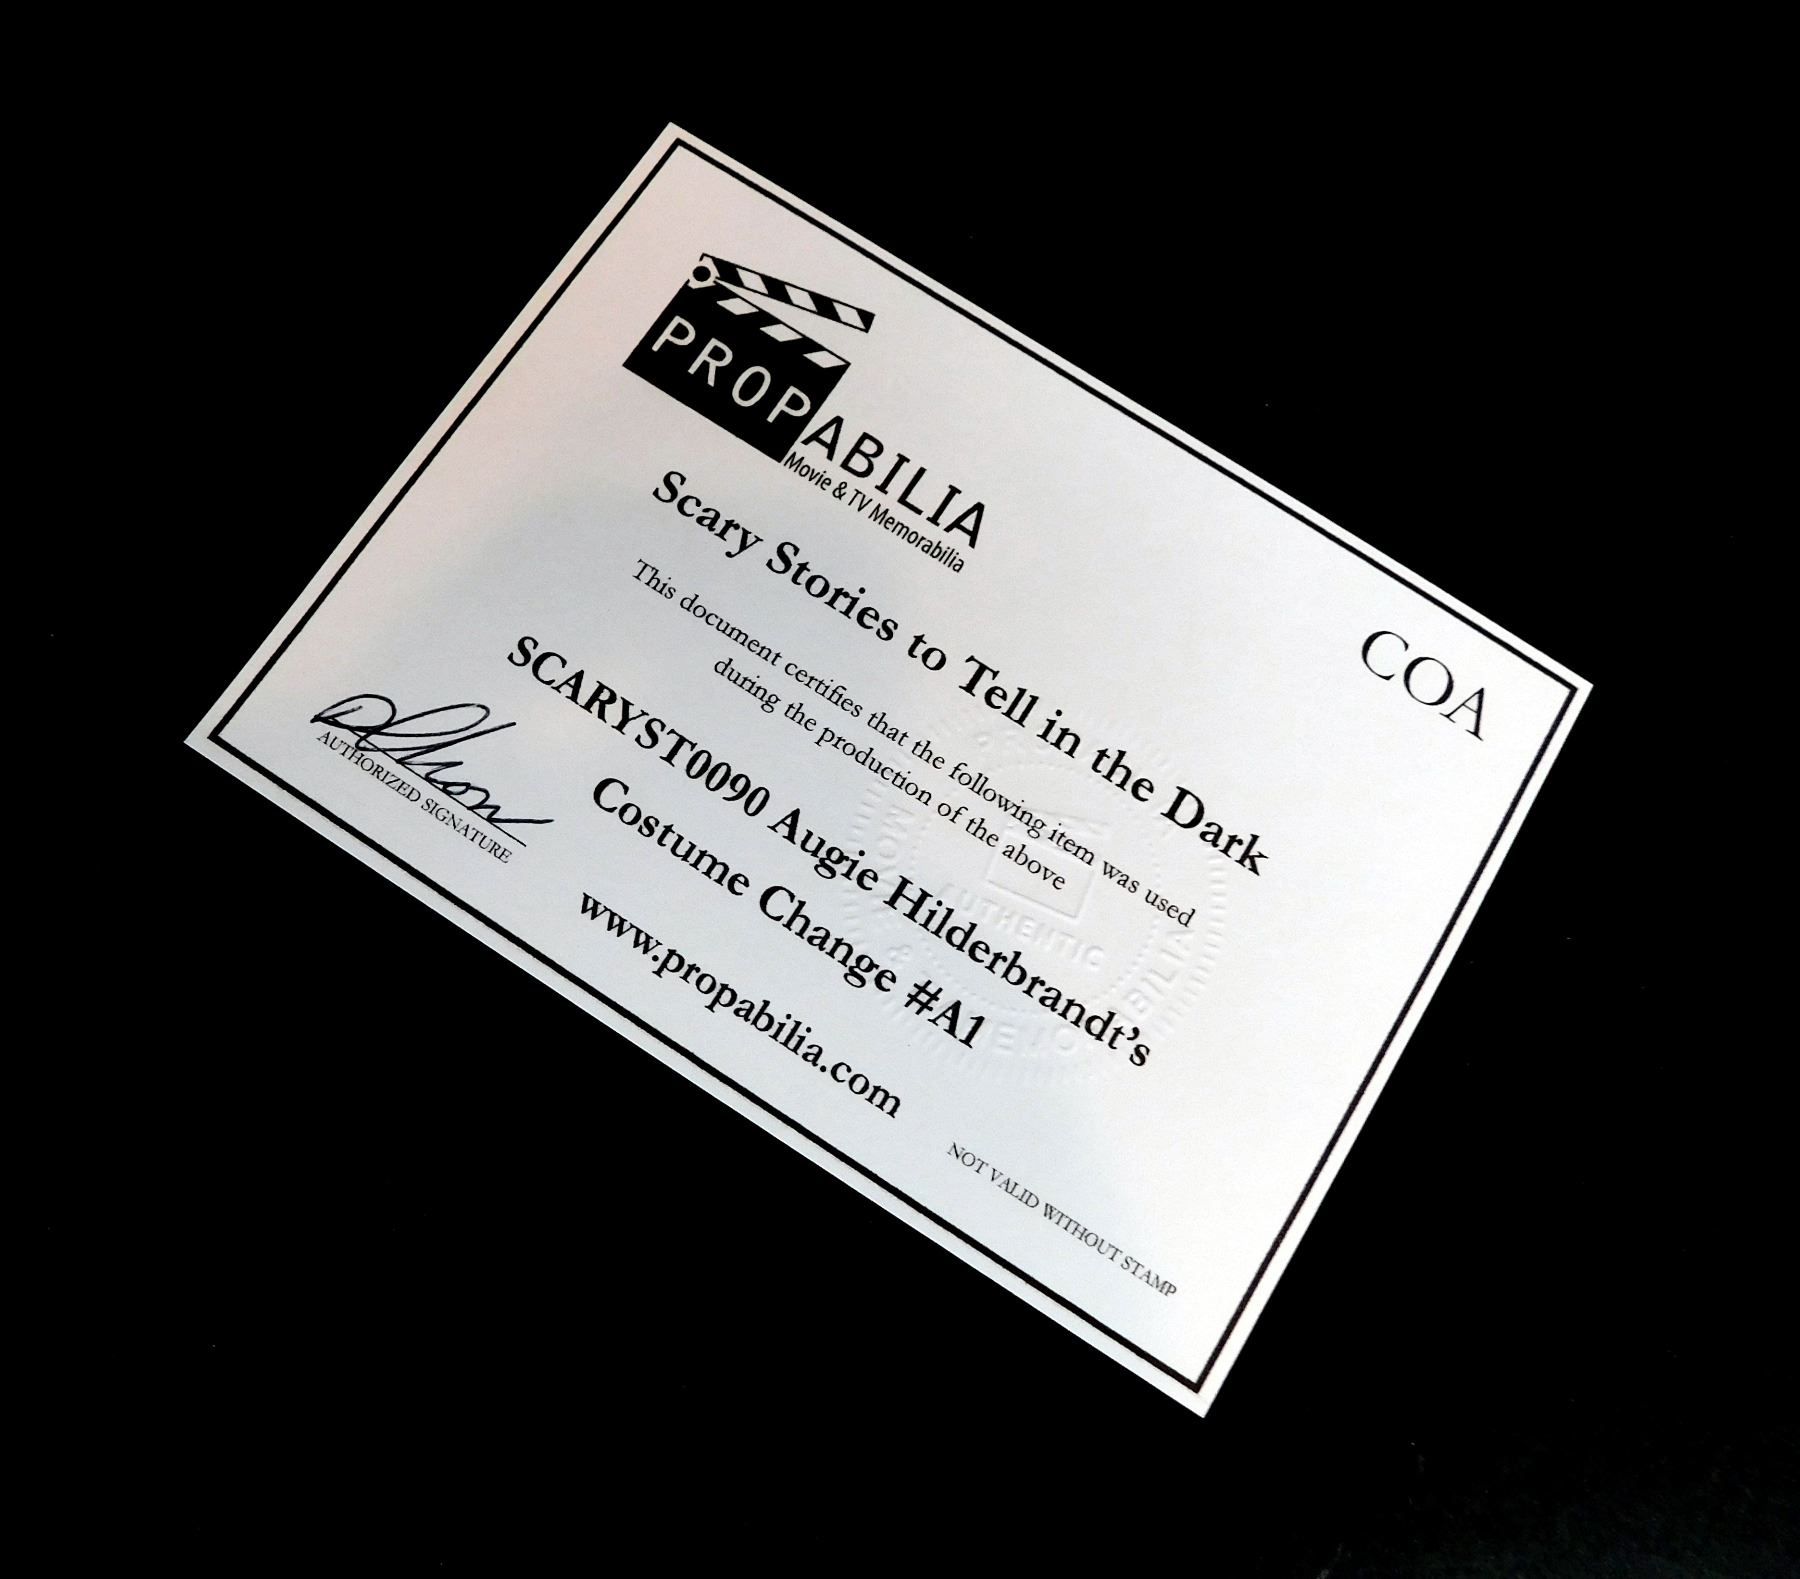 COA
PROPABILIA
Movie & TV Memorabilia
Scary Stories to Tell in the Dark
This document certifies that the following item was used
during the production of the above
SCARYST0090 Augie Hilderbrandt's
Costume Change #A1
www.propabilia.com
AUTHORIZED SIGNATURE
NOT VALID WITHOUT STAMP
AUTHENTIC